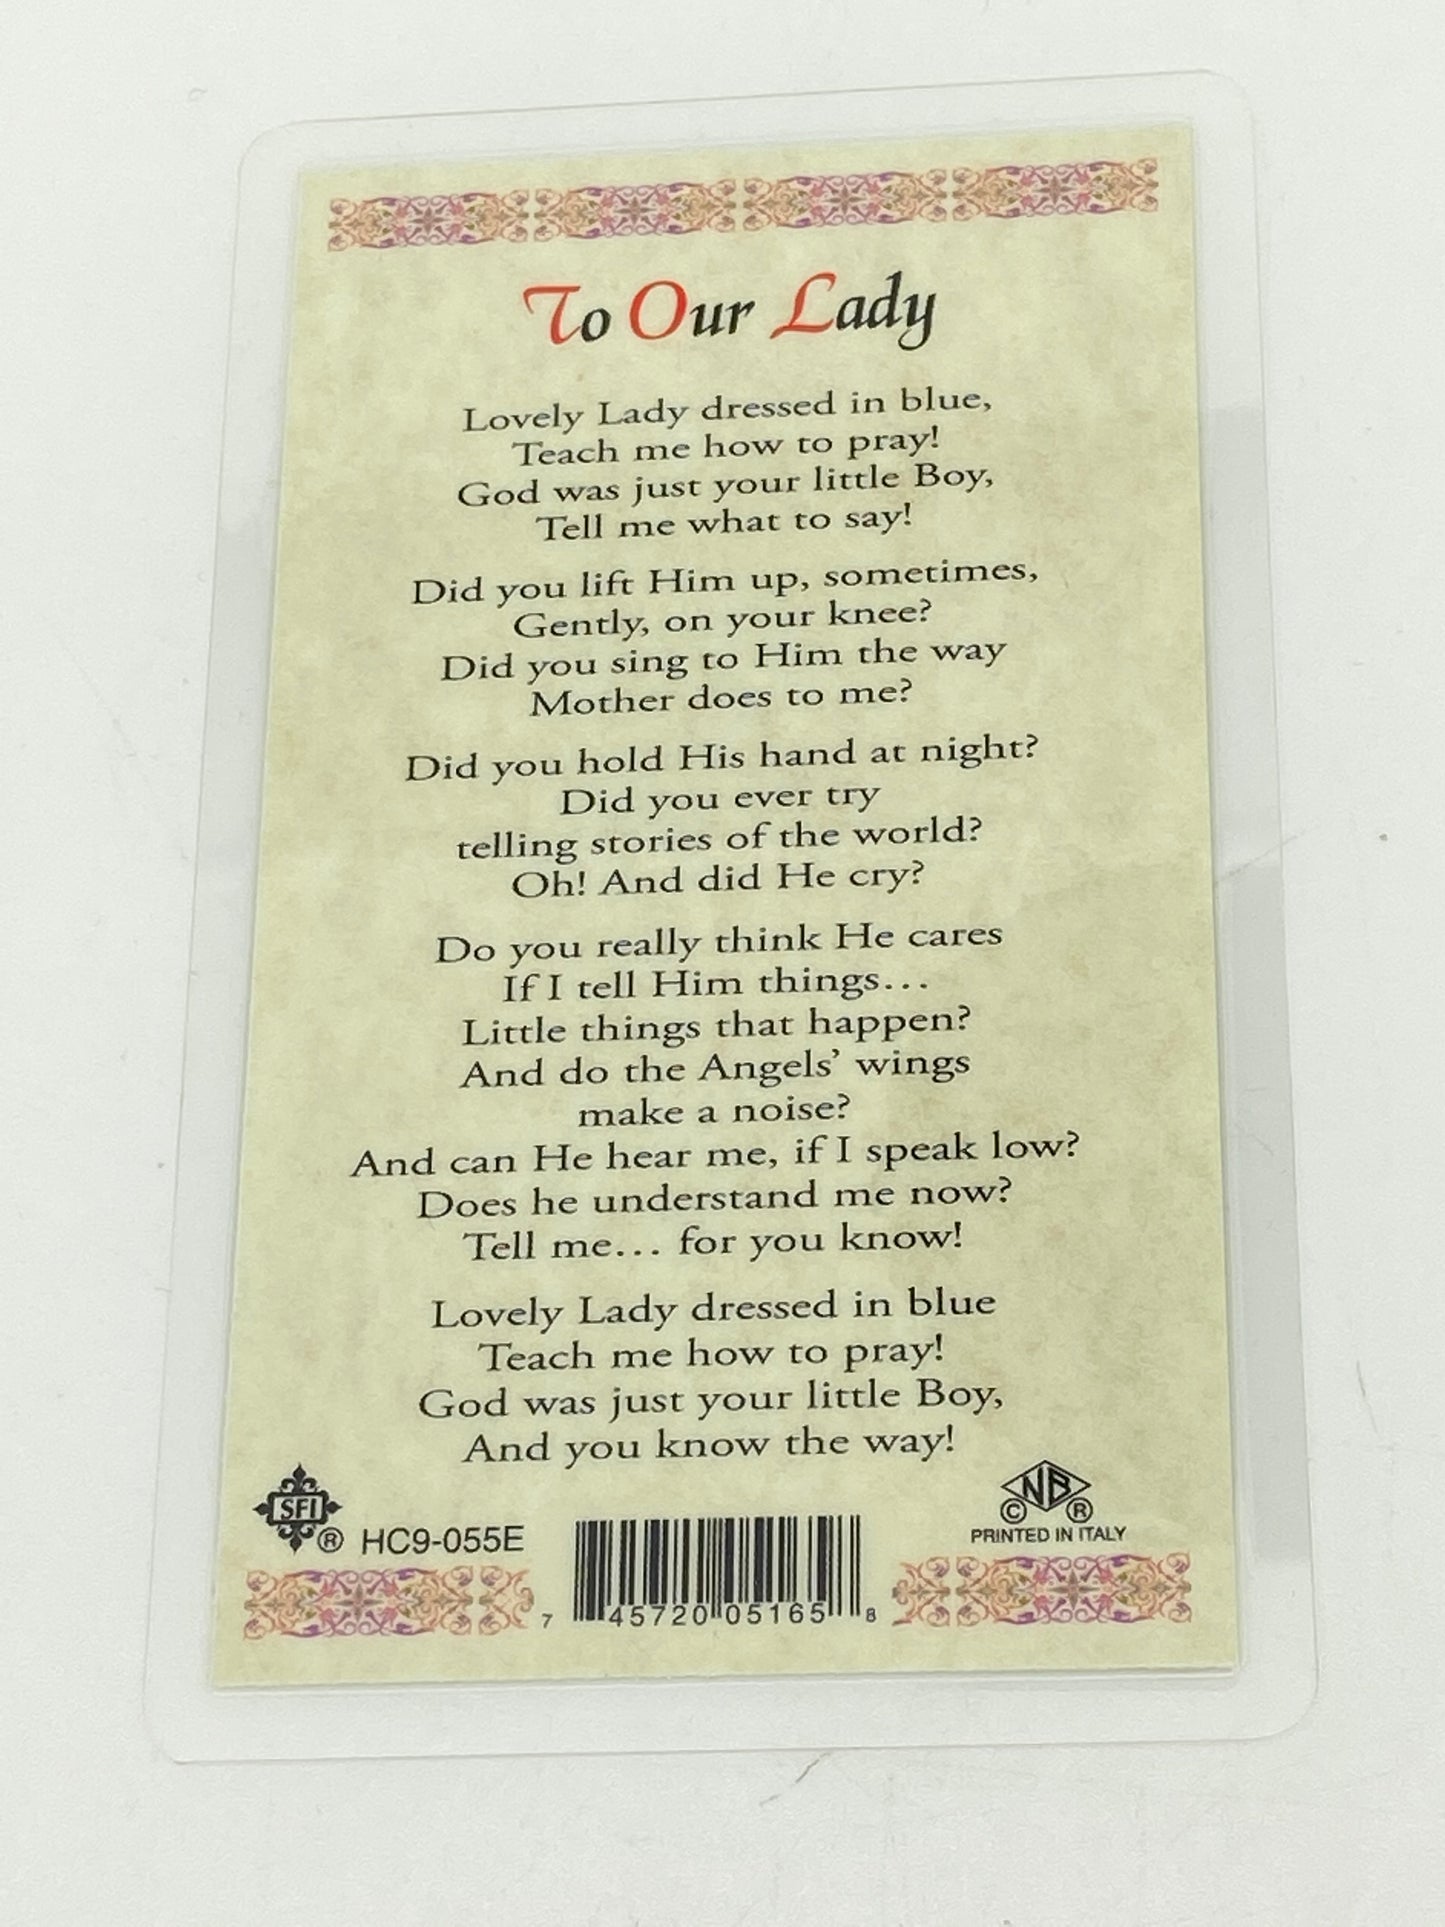 To Our Lady
Lovely Lady dressed in blue,
Teach me how to pray!
God was just your little Boy,
Tell me what to say!
Did you lift Him up, sometimes,
Gently, on your knee?
Did you sing to Him the way
Mother does to me?
Did you hold His hand at night?
Did you ever try
telling stories of the world?
Oh! And did He cry?
Do you really think He cares
If I tell Him things...
Little things that happen?
And do the Angels’ wings
make a noise?
And can He hear me, if I speak low?
Does he understand me now?
Tell me... for you know!
Lovely Lady dressed in blue
Teach me how to pray!
God was just your little Boy,
And you know the way!
SFI ® HC9-055E
NB
© ®
PRINTED IN ITALY
7 45720 05165 8